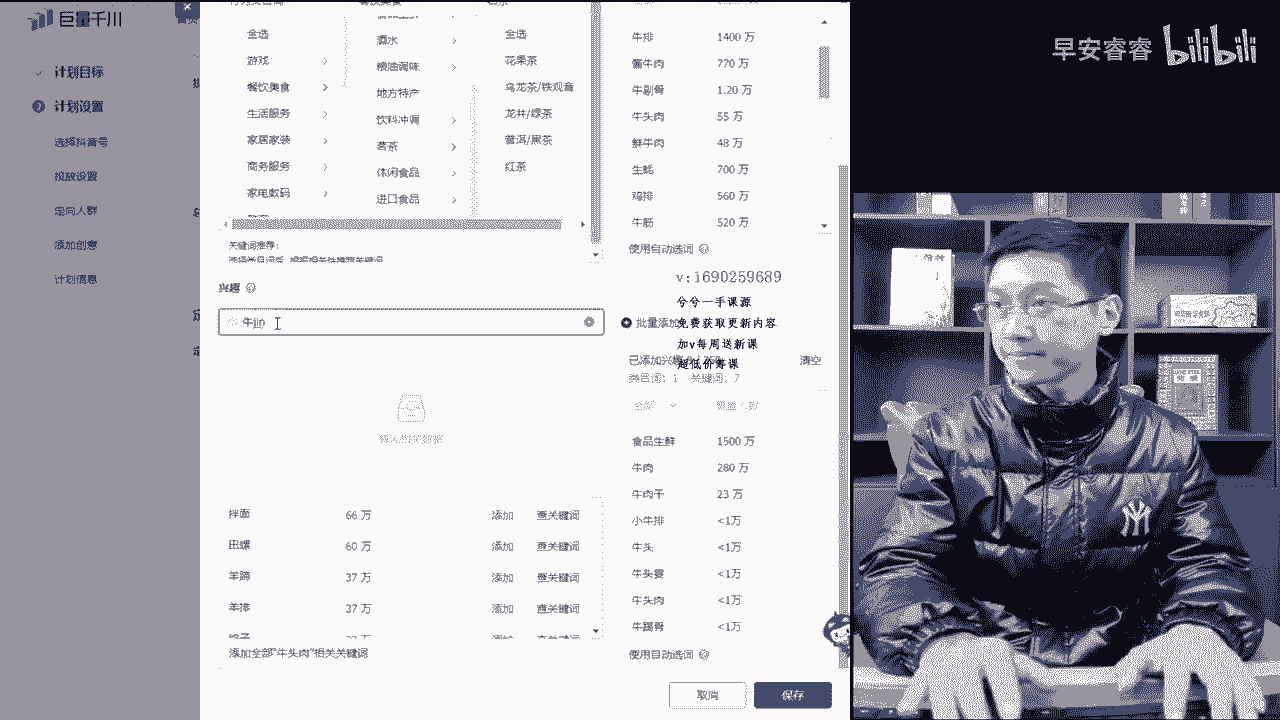 巨量千川
计划目标
计划设置
选择抖音号
投放设置
定向人群
添加创意
计划信息
全选
游戏
餐饮美食
生活服务
家居家装
商务服务
家电数码
酒水
粮油调味
地方特产
饮料冲调
茗茶
休闲食品
进口食品
全选
花果茶
乌龙茶/铁观音
龙井/绿茶
普洱/黑茶
红茶
关键词推荐:
兴趣
牛jin
拌面 66 万 添加 查关键词
田螺 60 万 添加 查关键词
羊蹄 37 万 添加 查关键词
羊排 37 万 添加 查关键词
添加全部“牛头肉”相关关键词
牛排 1400 万
酱牛肉 770 万
牛副骨 1.20 万
牛头肉 55 万
鲜牛肉 48 万
生蚝 700 万
鸡排 560 万
牛筋 520 万
使用自动选词
v:1690259689
兮兮一手课源
批量添加
免费获取更新内容
加v每周送新课
超低价筹课
已添加兴趣
清空
类目词: 1 关键词: 7
全部
食品生鲜 1500 万
牛肉 280 万
牛肉干 23 万
小牛排 <1万
牛头 <1万
牛头宴 <1万
牛头肉 <1万
牛蹄骨 <1万
使用自动选词
取消
保存
早安睿睿 bilibili